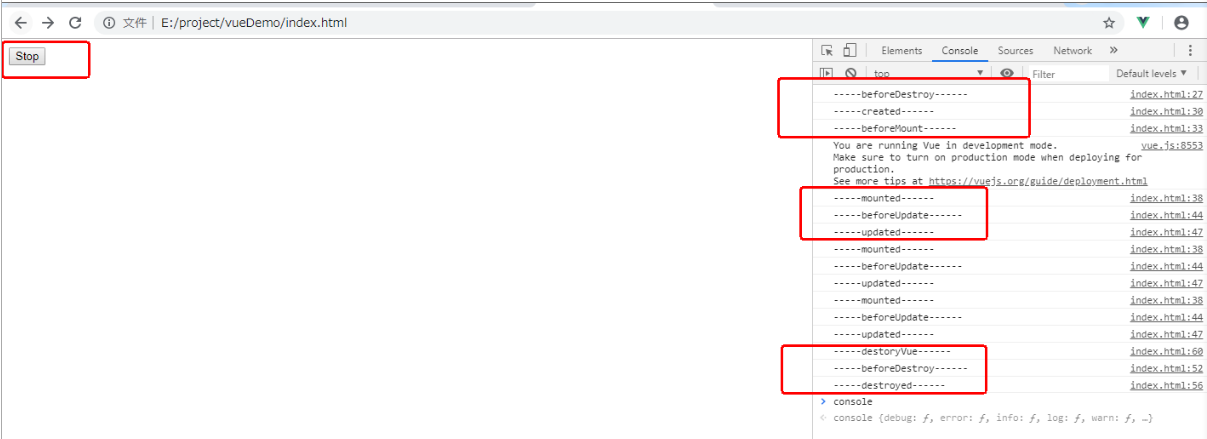 文件 E:/project/vueDemo/index.html
Stop
Elements Console Sources Network »
top ▼ Filter Default levels ▼
-----beforeDestroy------ index.html:27
-----created------ index.html:30
-----beforeMount------ index.html:33
You are running Vue in development mode. vue.js:8553
Make sure to turn on production mode when deploying for
production.
See more tips at https://vuejs.org/guide/deployment.html
-----mounted------ index.html:38
-----beforeUpdate------ index.html:44
-----updated------ index.html:47
-----mounted------ index.html:38
-----beforeUpdate------ index.html:44
-----updated------ index.html:47
-----mounted------ index.html:38
-----beforeUpdate------ index.html:44
-----updated------ index.html:47
-----destoryVue------ index.html:60
-----beforeDestroy------ index.html:52
-----destroyed------ index.html:56
> console
console {debug: ƒ, error: ƒ, info: ƒ, log: ƒ, warn: ƒ, …}